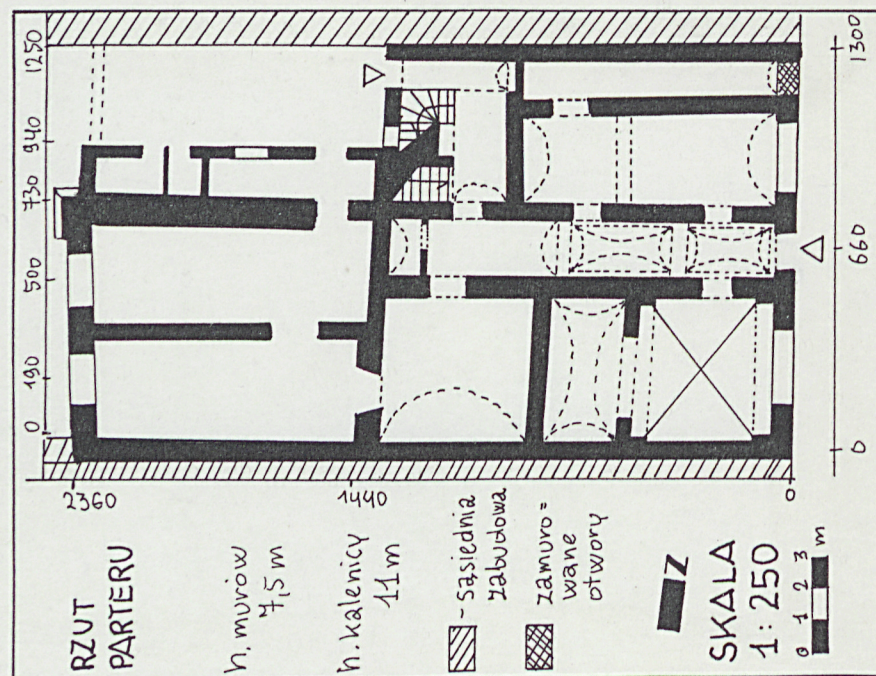 1250
940
730
500
190
0
1300
660
0
2360
1440
0
RZUT
PARTERU
h. murów
7,5 m
h. kalenicy
11 m
- sąsiednia
zabudowa
zamuro=
wane
otwory
N
SKALA
1:250
0 1 2 3 m